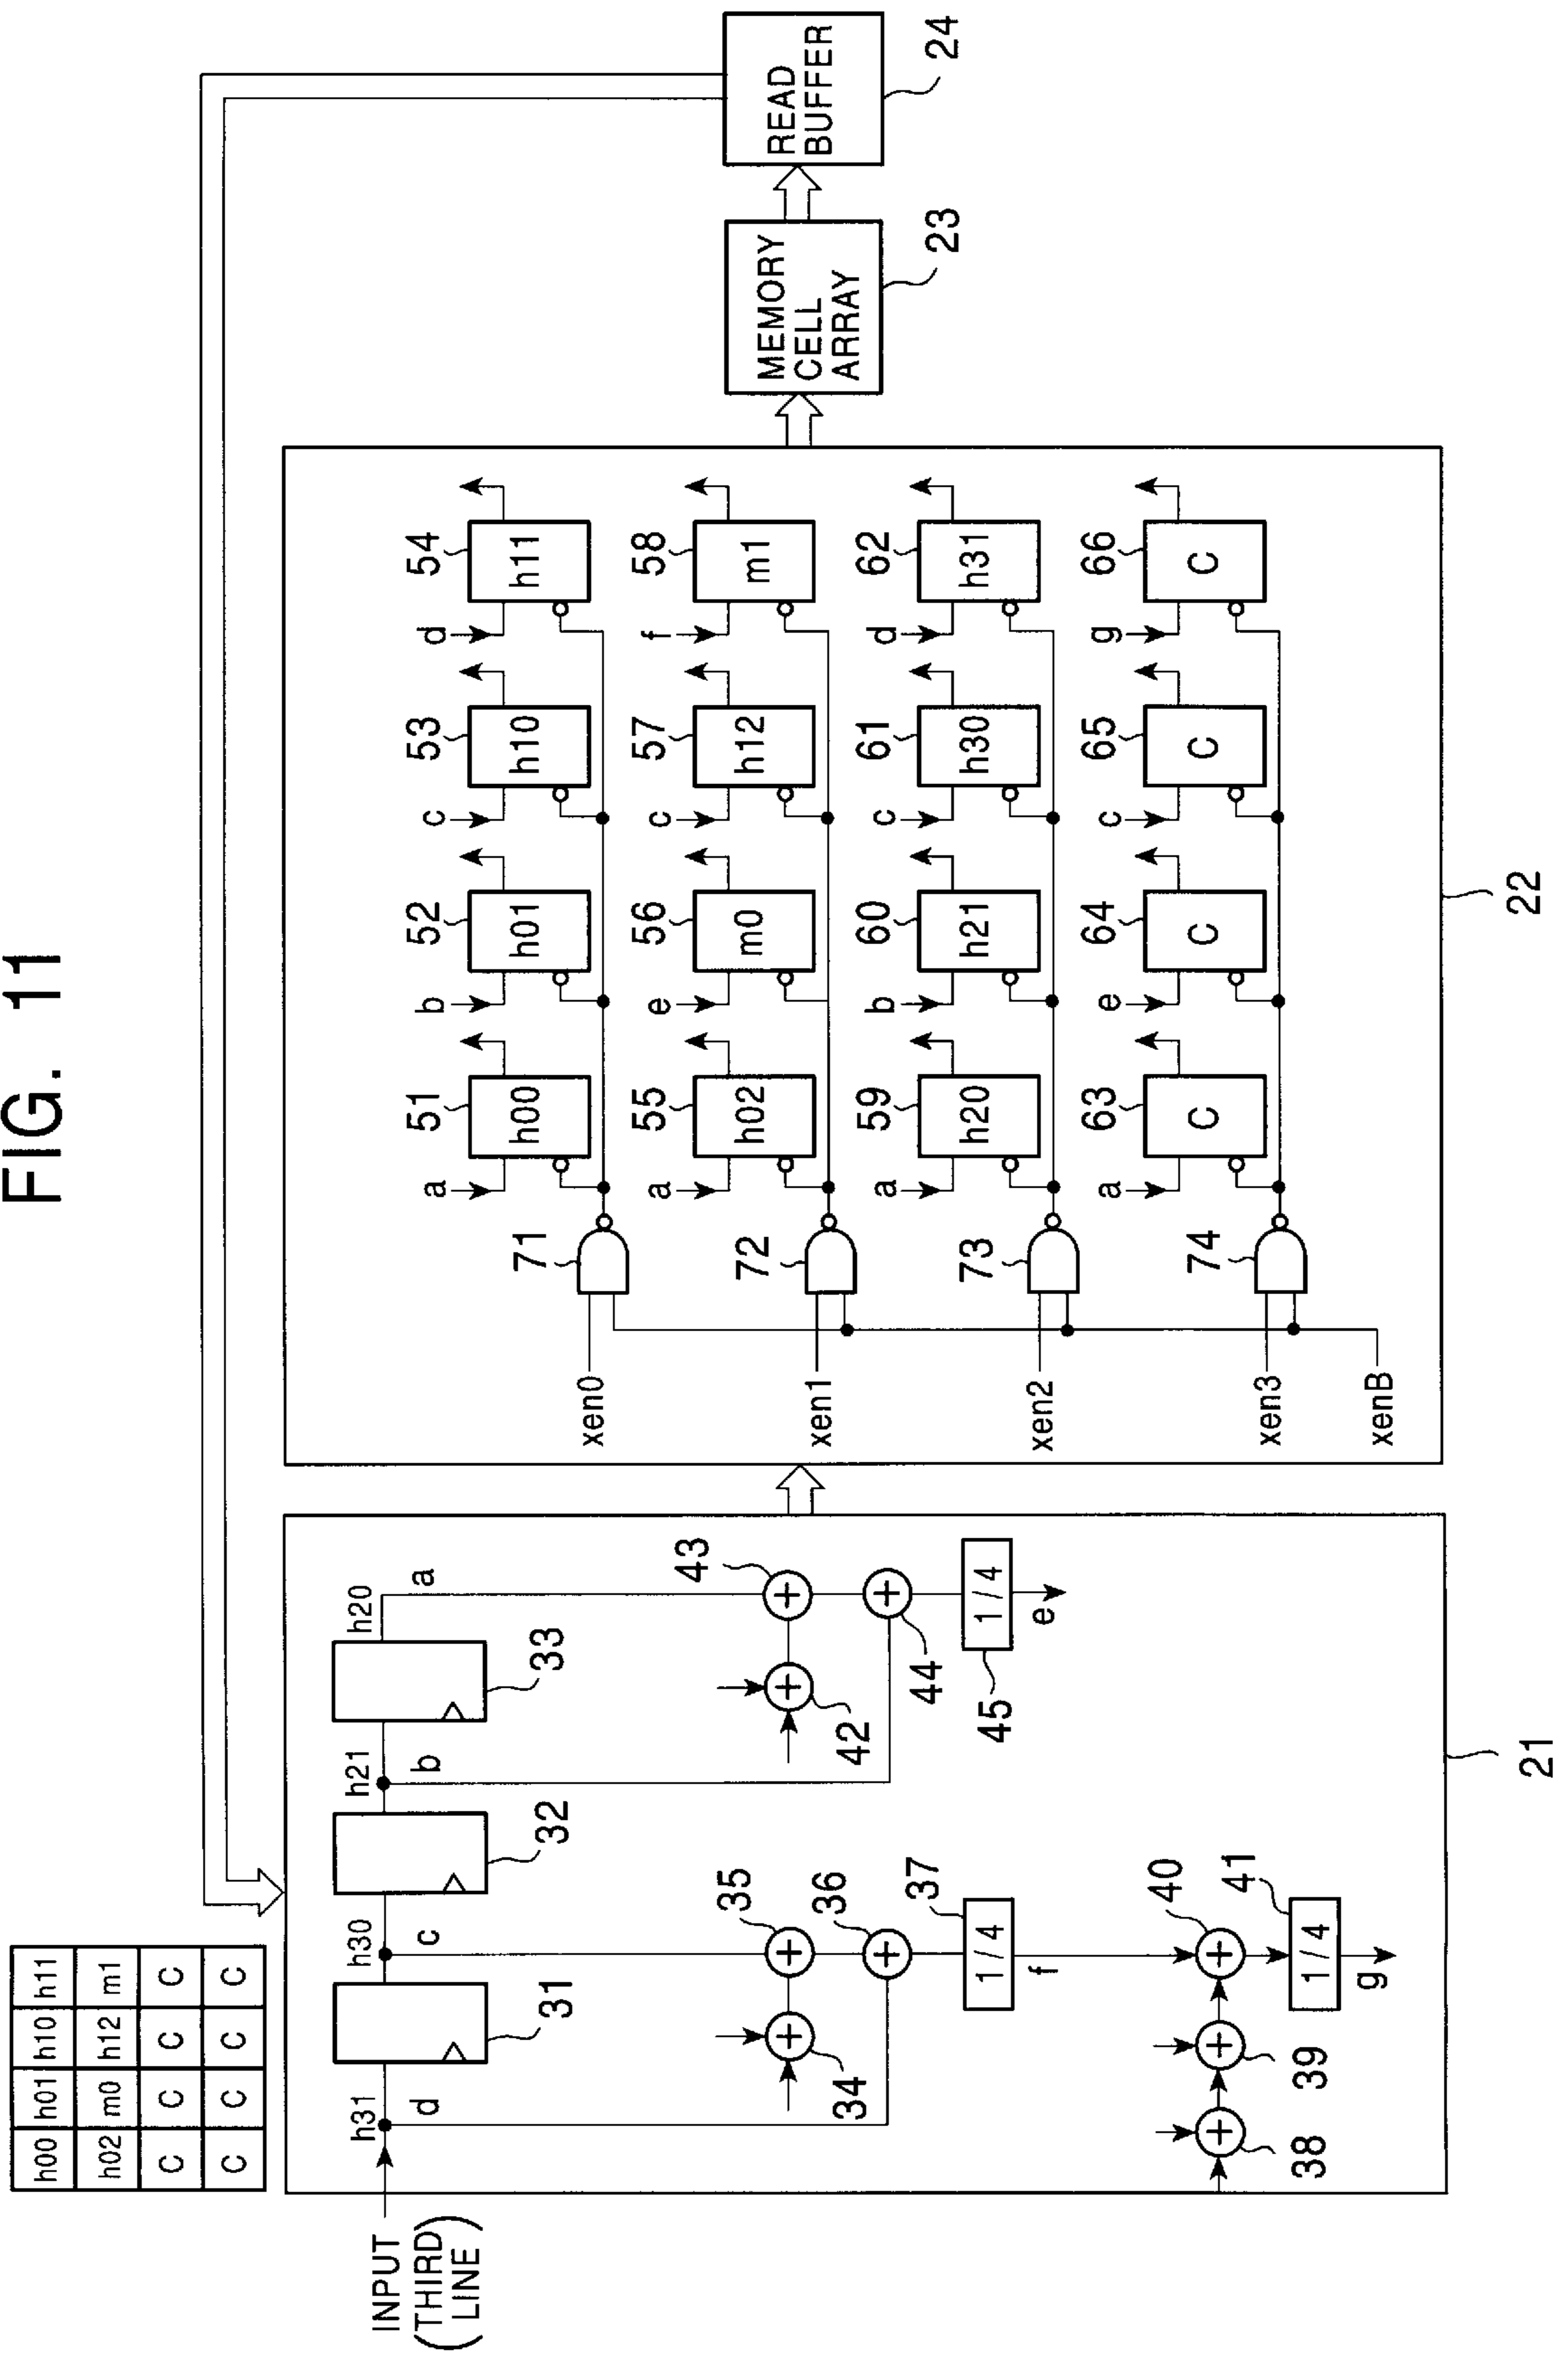 FIG. 11
h00 h01 h10 h11
h02 m0 h12 m1
C C C C
C C C C
INPUT
(THIRD
LINE)
h31
d
31
h30
c
32
h21
b
33
h20
a
34
35
36
37
1/4
f
38
39
40
41
1/4
g
42
43
44
45
1/4
e
21
xen0
xen1
xen2
xen3
xenB
71
72
73
74
a
51
h00
b
52
h01
c
53
h10
d
54
h11
a
55
h02
e
56
m0
c
57
h12
f
58
m1
a
59
h20
b
60
h21
c
61
h30
d
62
h31
a
63
C
e
64
C
c
65
C
g
66
C
22
MEMORY
CELL
ARRAY
23
READ
BUFFER
24